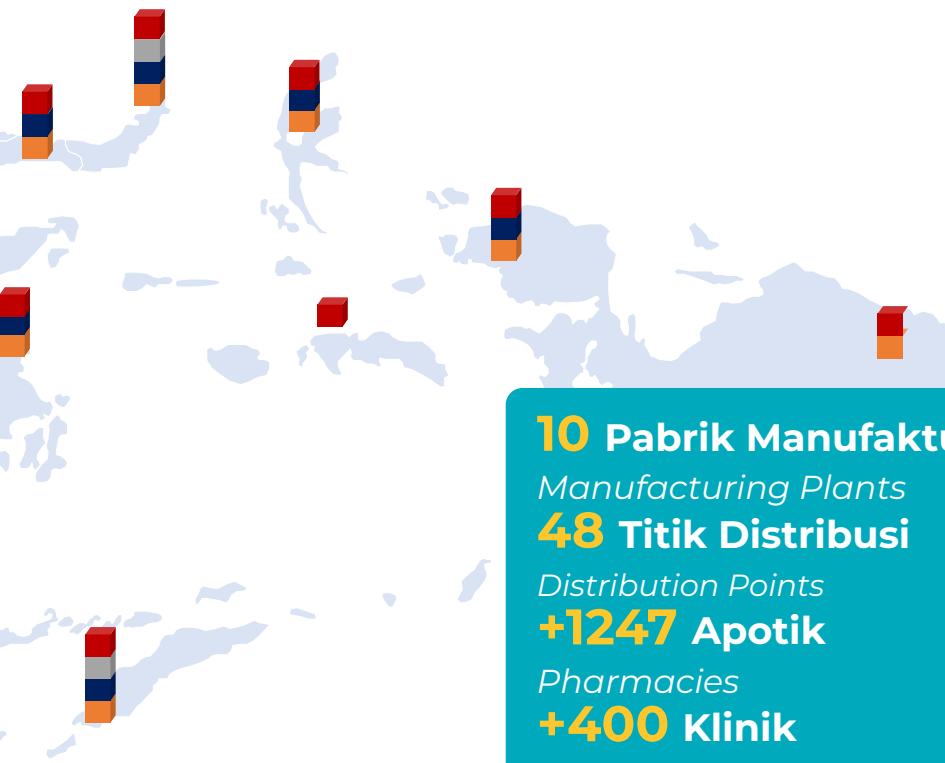 10 Pabrik Manufaktu
Manufacturing Plants
48 Titik Distribusi
Distribution Points
+1247 Apotik
Pharmacies
+400 Klinik